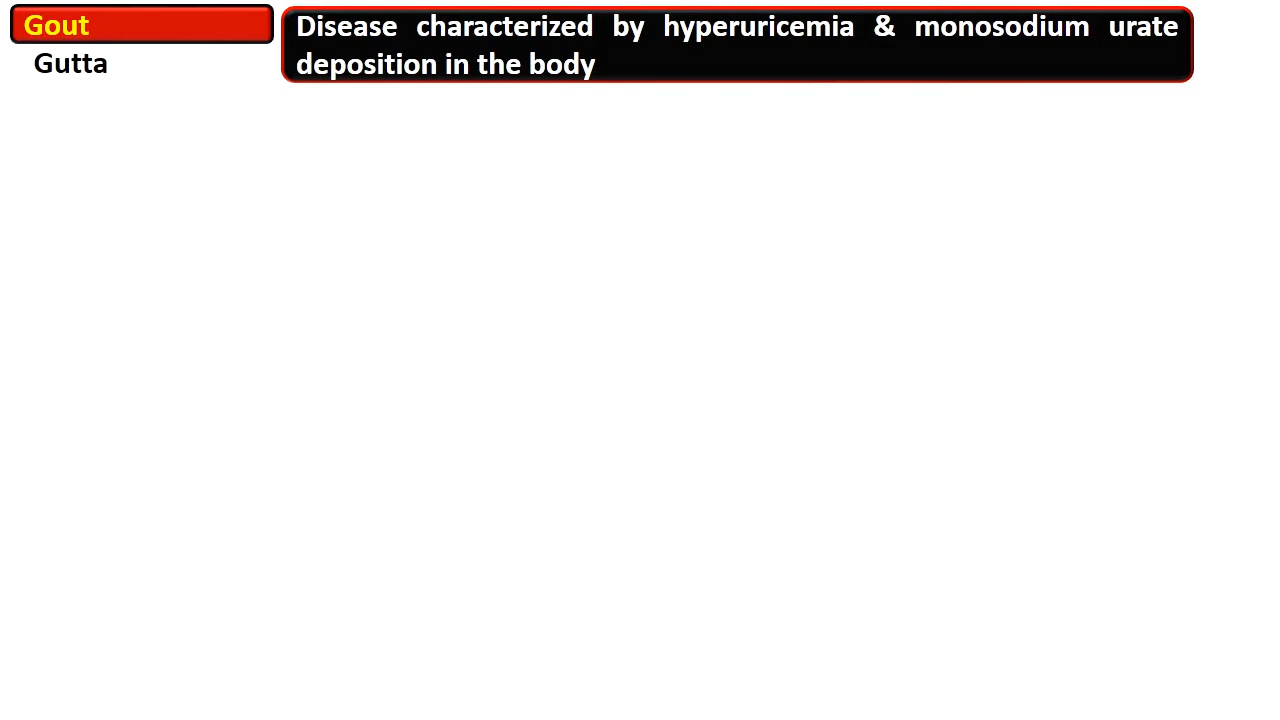 Gout
Gutta
Disease characterized by hyperuricemia & monosodium urate
deposition in the body